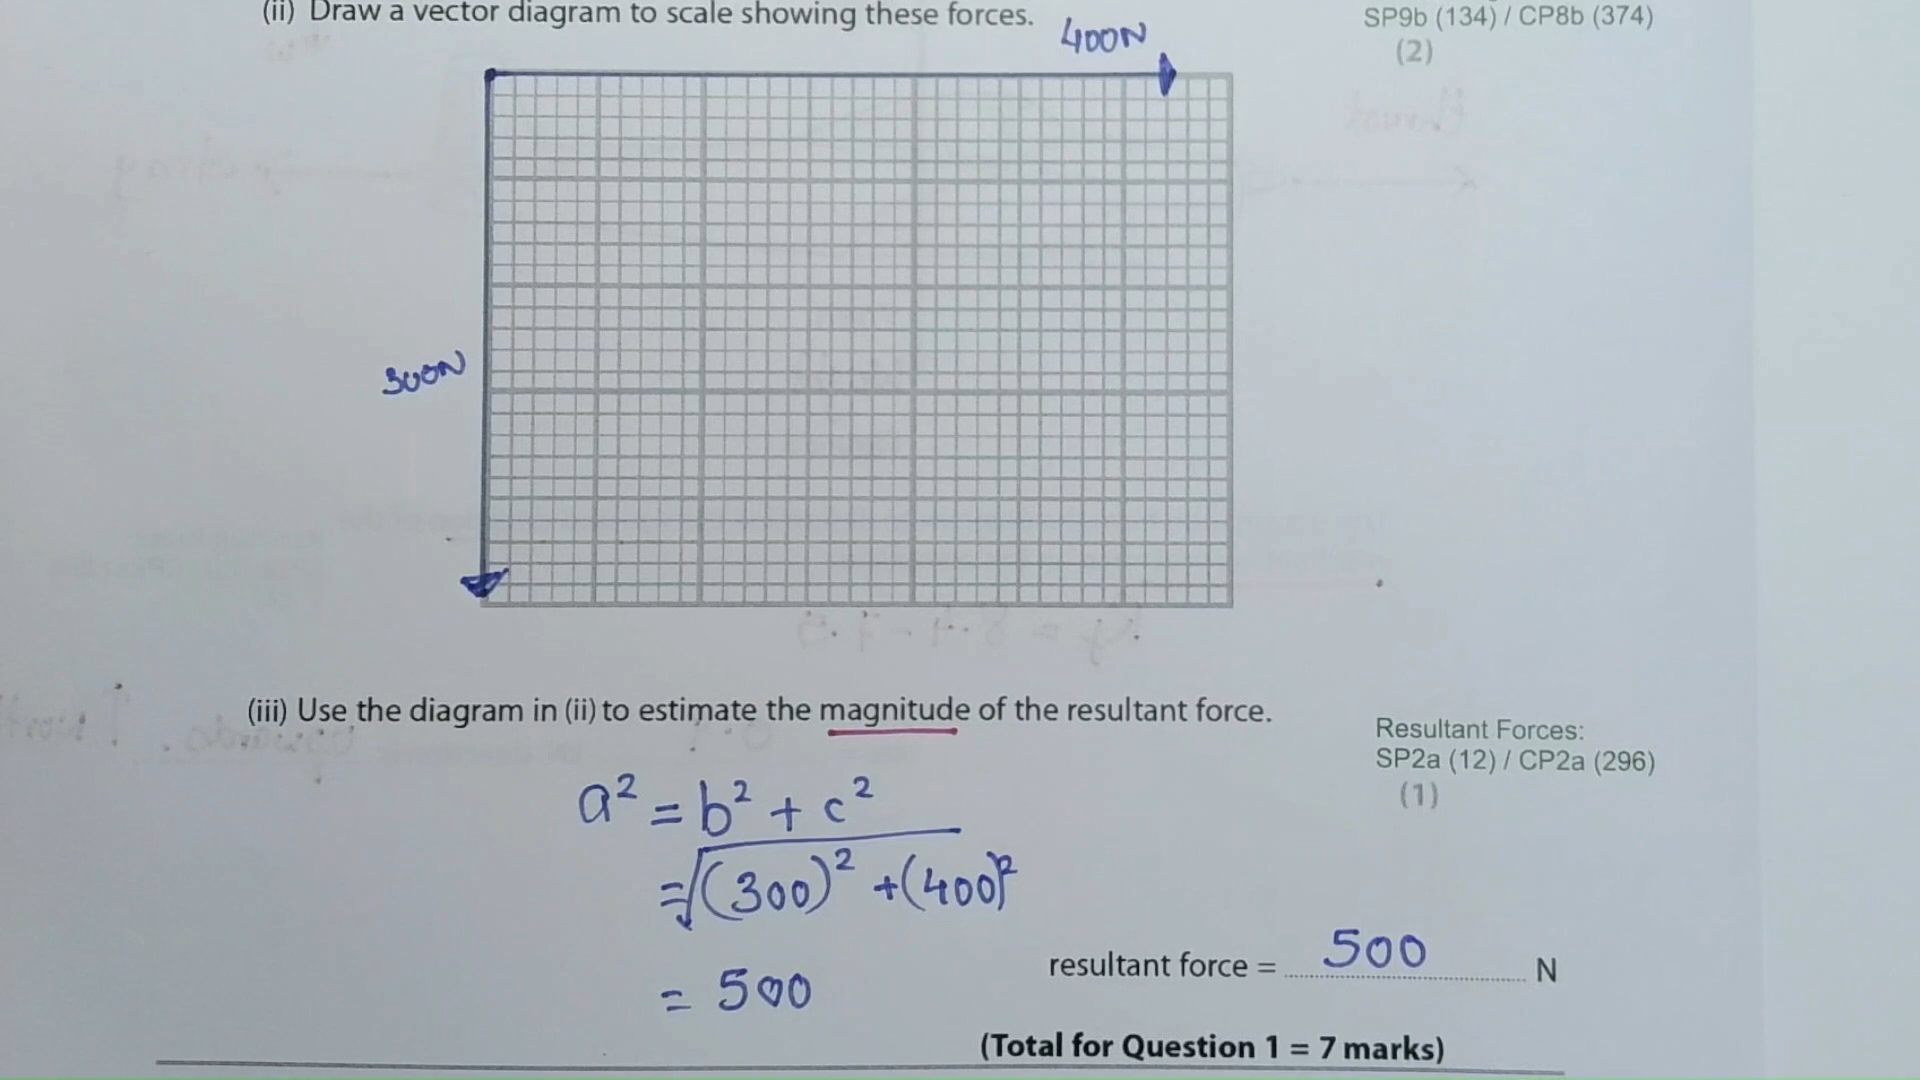 (ii) Draw a vector diagram to scale showing these forces.
SP9b (134) / CP8b (374)
(2)
400N
300N
(iii) Use the diagram in (ii) to estimate the magnitude of the resultant force.
Resultant Forces:
SP2a (12) / CP2a (296)
(1)
a² = b² + c²
= √(300)² + (400)²
= 500
resultant force = 500 N
(Total for Question 1 = 7 marks)